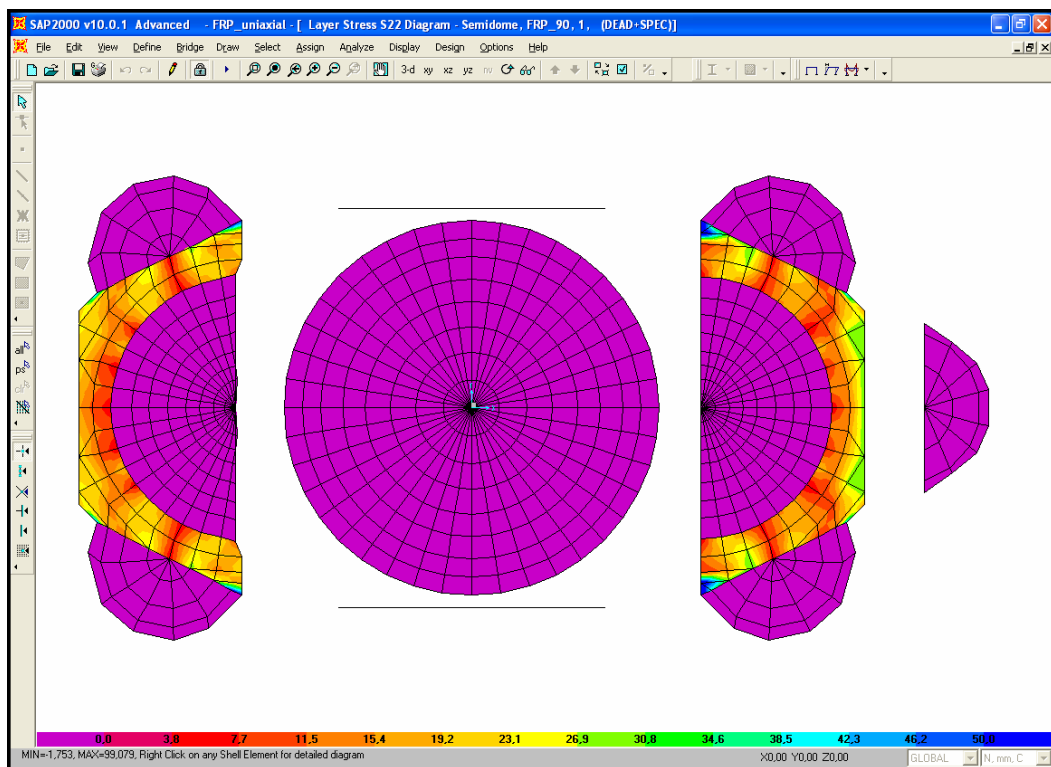 SAP2000 v10.0.1 Advanced - FRP_uniaxial - [ Layer Stress S22 Diagram - Semidome, FRP_90, 1, (DEAD+SPEC)]
File Edit View Define Bridge Draw Select Assign Analyze Display Design Options Help
3-d xy xz yz nv
all
ps
clr
X
0,0 3,8 7,7 11,5 15,4 19,2 23,1 26,9 30,8 34,6 38,5 42,3 46,2 50,0
MIN=-1,753, MAX=99,079, Right Click on any Shell Element for detailed diagram X0,00 Y0,00 Z0,00 GLOBAL N, mm, C